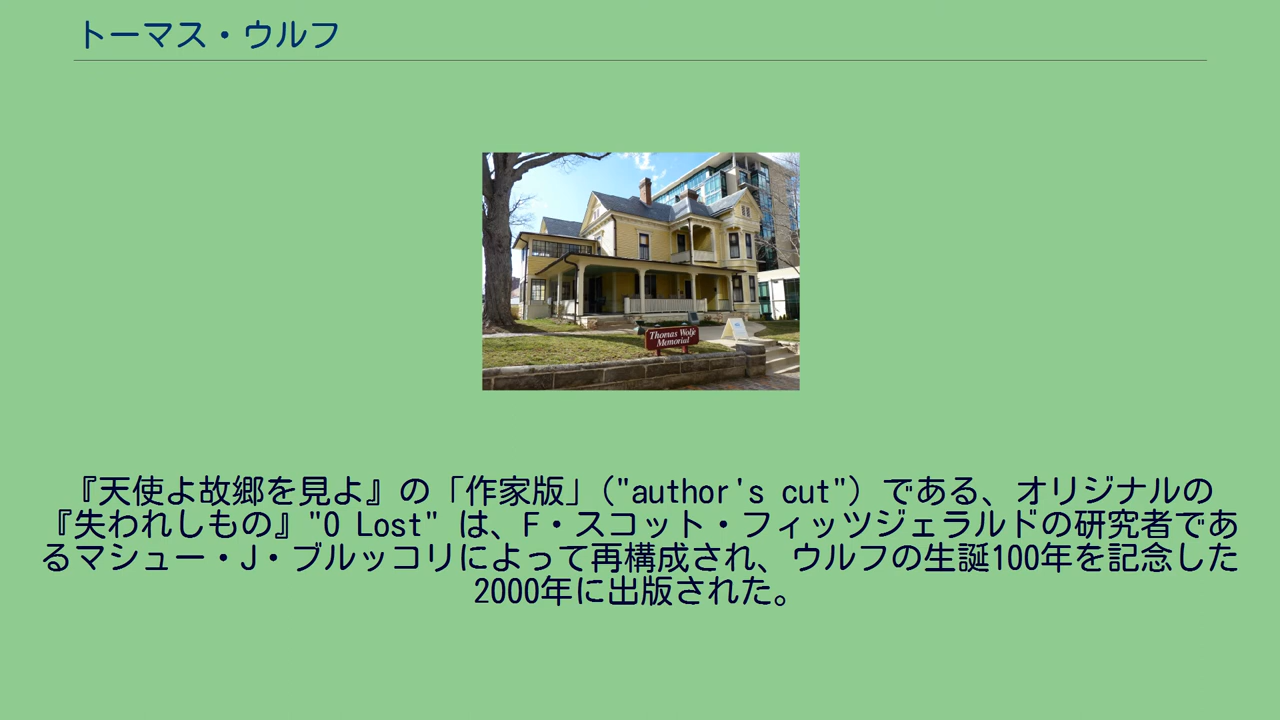 トーマス・ウルフ
Thomas Wolfe
Memorial
『天使よ故郷を見よ』の「作家版」("author's cut") である、オリジナルの
『失われしもの』"O Lost" は、F・スコット・フィッツジェラルドの研究者であ
るマシュー・J・ブルッコリによって再構成され、ウルフの生誕100年を記念した
2000年に出版された。